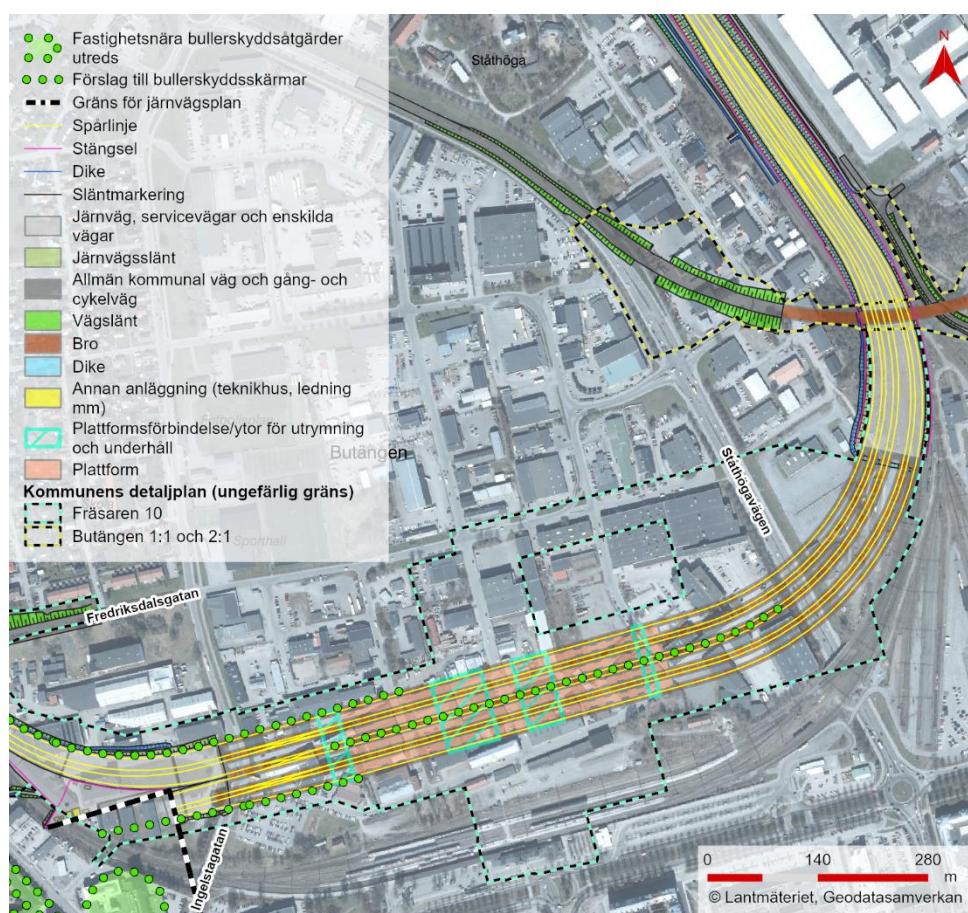 Fastighetsnära bullerskyddsåtgärder
utreds
Förslag till bullerskyddsskärmar
Gräns för järnvägsplan
Spårlinje
Stängsel
Dike
Släntmarkering
Järnväg, servicevägar och enskilda
vägar
Järnvägsslänt
Allmän kommunal väg och gång- och
cykelväg
Vägslänt
Bro
Dike
Annan anläggning (teknikhus, ledning
mm)
Plattformsförbindelse/ytor för utrymning
och underhåll
Plattform
Kommunens detaljplan (ungefärlig gräns)
Fräsaren 10
Butängen 1:1 och 2:1
Ståthöga
N
Butängen
Ståthögavägen
Sporthall
Fredriksdalsgatan
Ingelstagatan
0 140 280
m
© Lantmäteriet, Geodatasamverkan